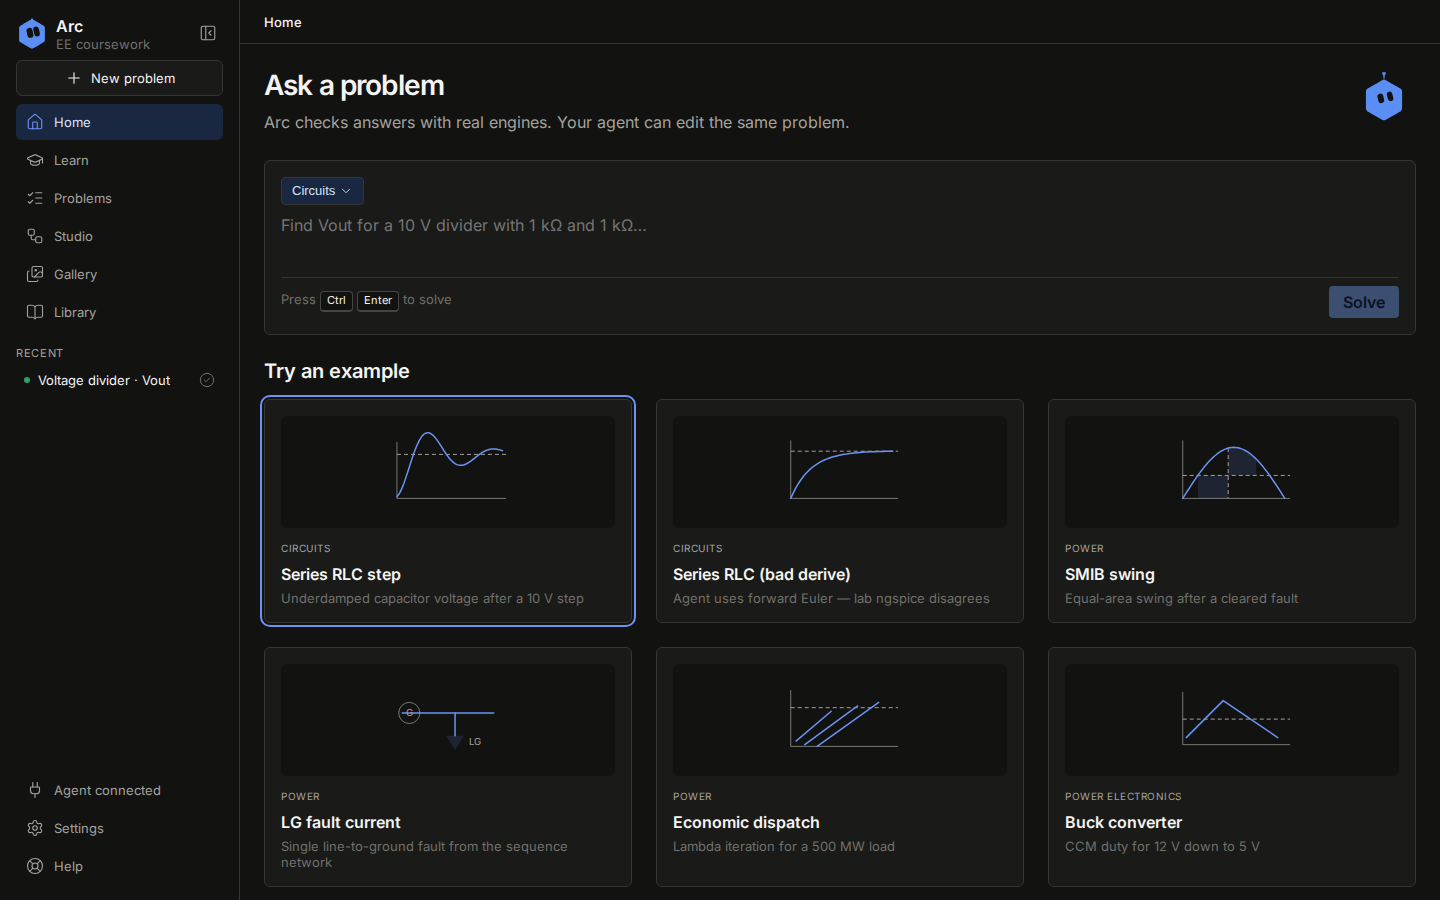 Arc
EE coursework
New problem
Home
Learn
Problems
Studio
Gallery
Library
RECENT
Voltage divider · Vout
Agent connected
Settings
Help
Home
Ask a problem
Arc checks answers with real engines. Your agent can edit the same problem.
Circuits
Find Vout for a 10 V divider with 1 kΩ and 1 kΩ...
Press Ctrl Enter to solve
Solve
Try an example
CIRCUITS
Series RLC step
Underdamped capacitor voltage after a 10 V step
CIRCUITS
Series RLC (bad derive)
Agent uses forward Euler — lab ngspice disagrees
POWER
SMIB swing
Equal-area swing after a cleared fault
G
LG
POWER
LG fault current
Single line-to-ground fault from the sequence
network
POWER
Economic dispatch
Lambda iteration for a 500 MW load
POWER ELECTRONICS
Buck converter
CCM duty for 12 V down to 5 V